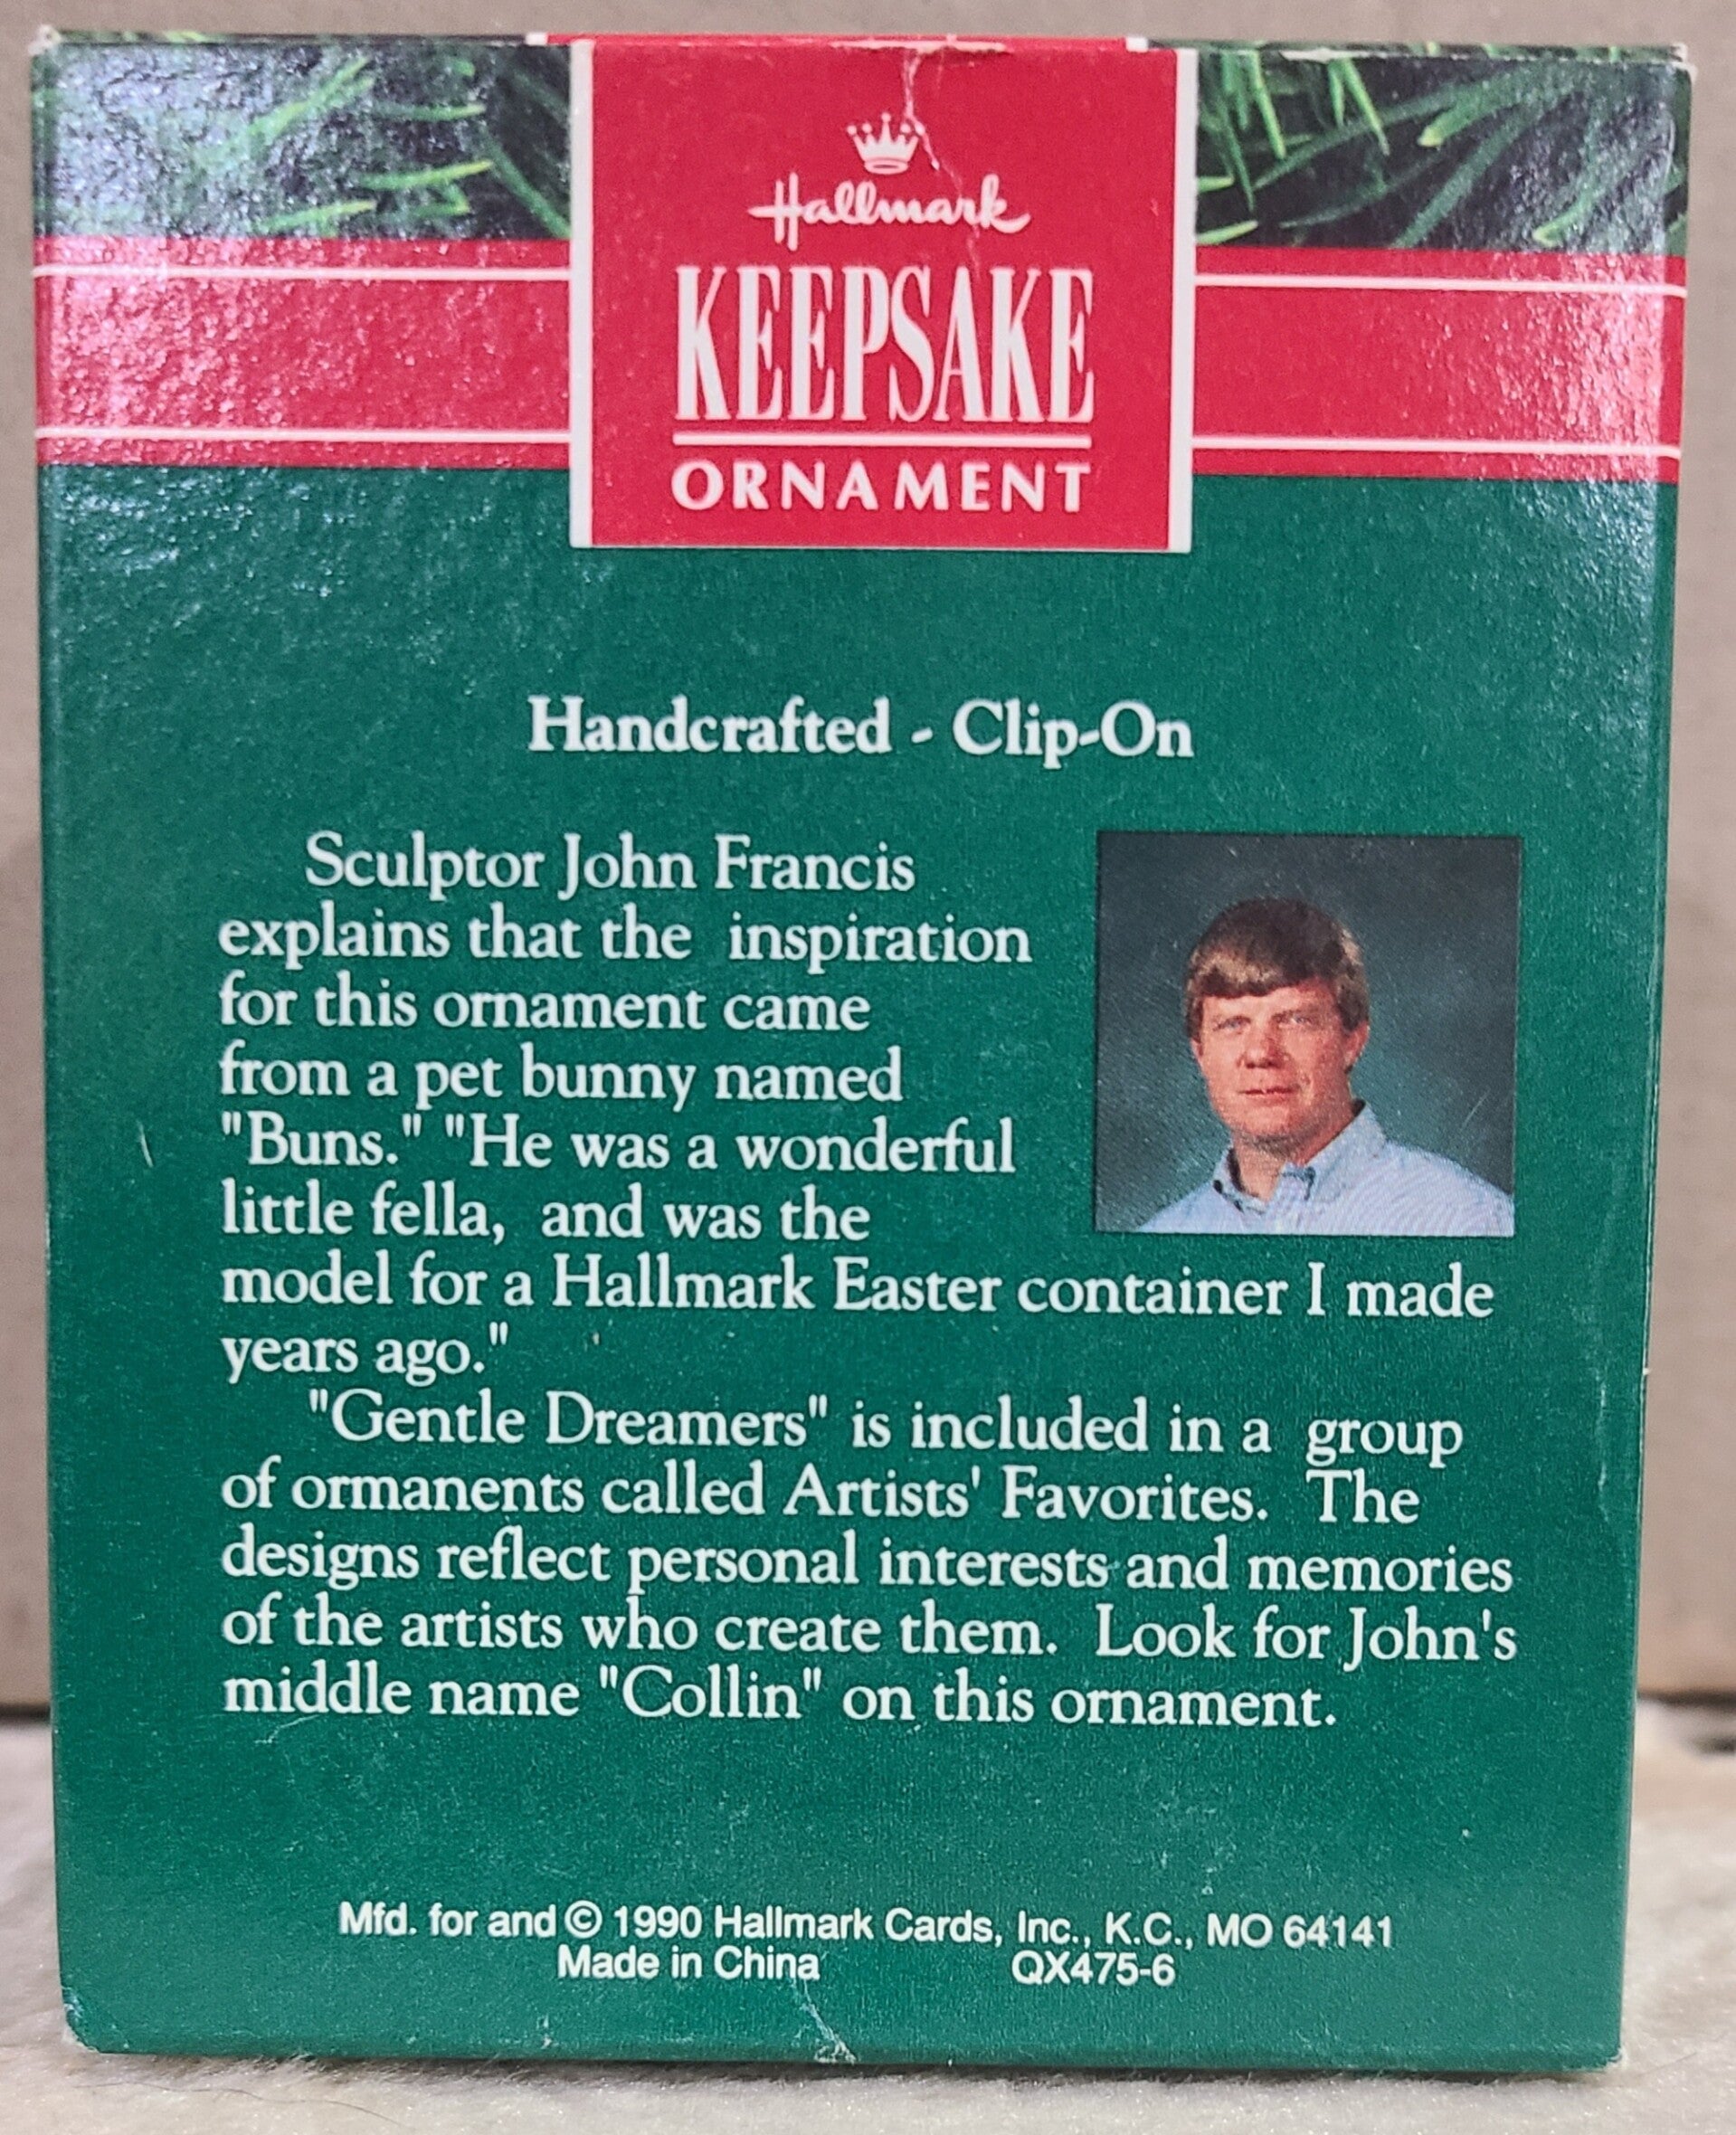 Hallmark
KEEPSAKE
ORNAMENT
Handcrafted - Clip-On
Sculptor John Francis
explains that the inspiration
for this ornament came
from a pet bunny named
"Buns." "He was a wonderful
little fella, and was the
model for a Hallmark Easter container I made
years ago."
"Gentle Dreamers" is included in a group
of ormanents called Artists' Favorites. The
designs reflect personal interests and memories
of the artists who create them. Look for John's
middle name "Collin" on this ornament.
Mfd. for and © 1990 Hallmark Cards, Inc., K.C., MO 64141
Made in China QX475-6